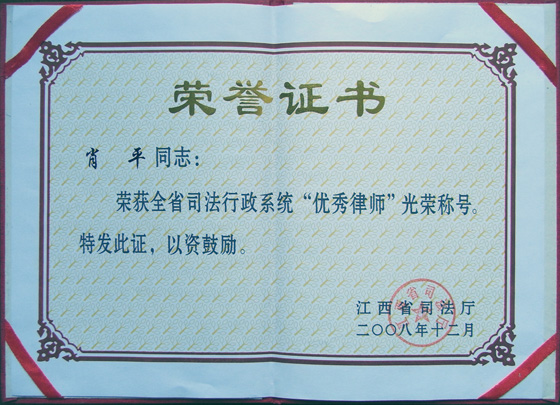 荣誉证书
肖 平 同志：
荣获全省司法行政系统“优秀律师”光荣称号。
特发此证，以资鼓励。
江西省司法厅
二〇〇八年十二月